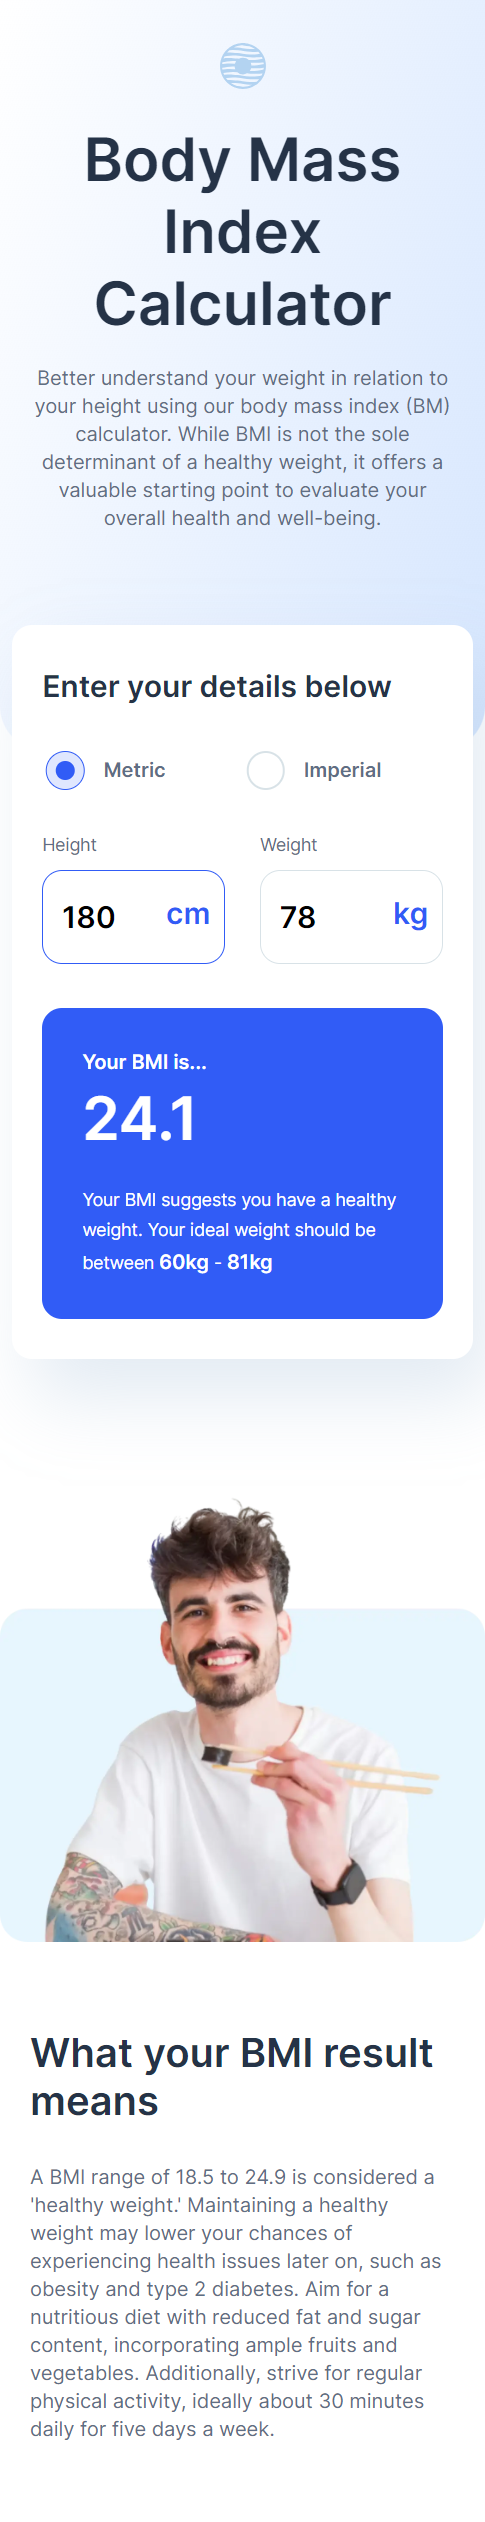 Body Mass
Index
Calculator
Better understand your weight in relation to
your height using our body mass index (BM)
calculator. While BMI is not the sole
determinant of a healthy weight, it offers a
valuable starting point to evaluate your
overall health and well-being.
Enter your details below
Metric Imperial
Height Weight
180 cm 78 kg
Your BMI is...
24.1
Your BMI suggests you have a healthy
weight. Your ideal weight should be
between 60kg - 81kg
What your BMI result
means
A BMI range of 18.5 to 24.9 is considered a
'healthy weight.' Maintaining a healthy
weight may lower your chances of
experiencing health issues later on, such as
obesity and type 2 diabetes. Aim for a
nutritious diet with reduced fat and sugar
content, incorporating ample fruits and
vegetables. Additionally, strive for regular
physical activity, ideally about 30 minutes
daily for five days a week.